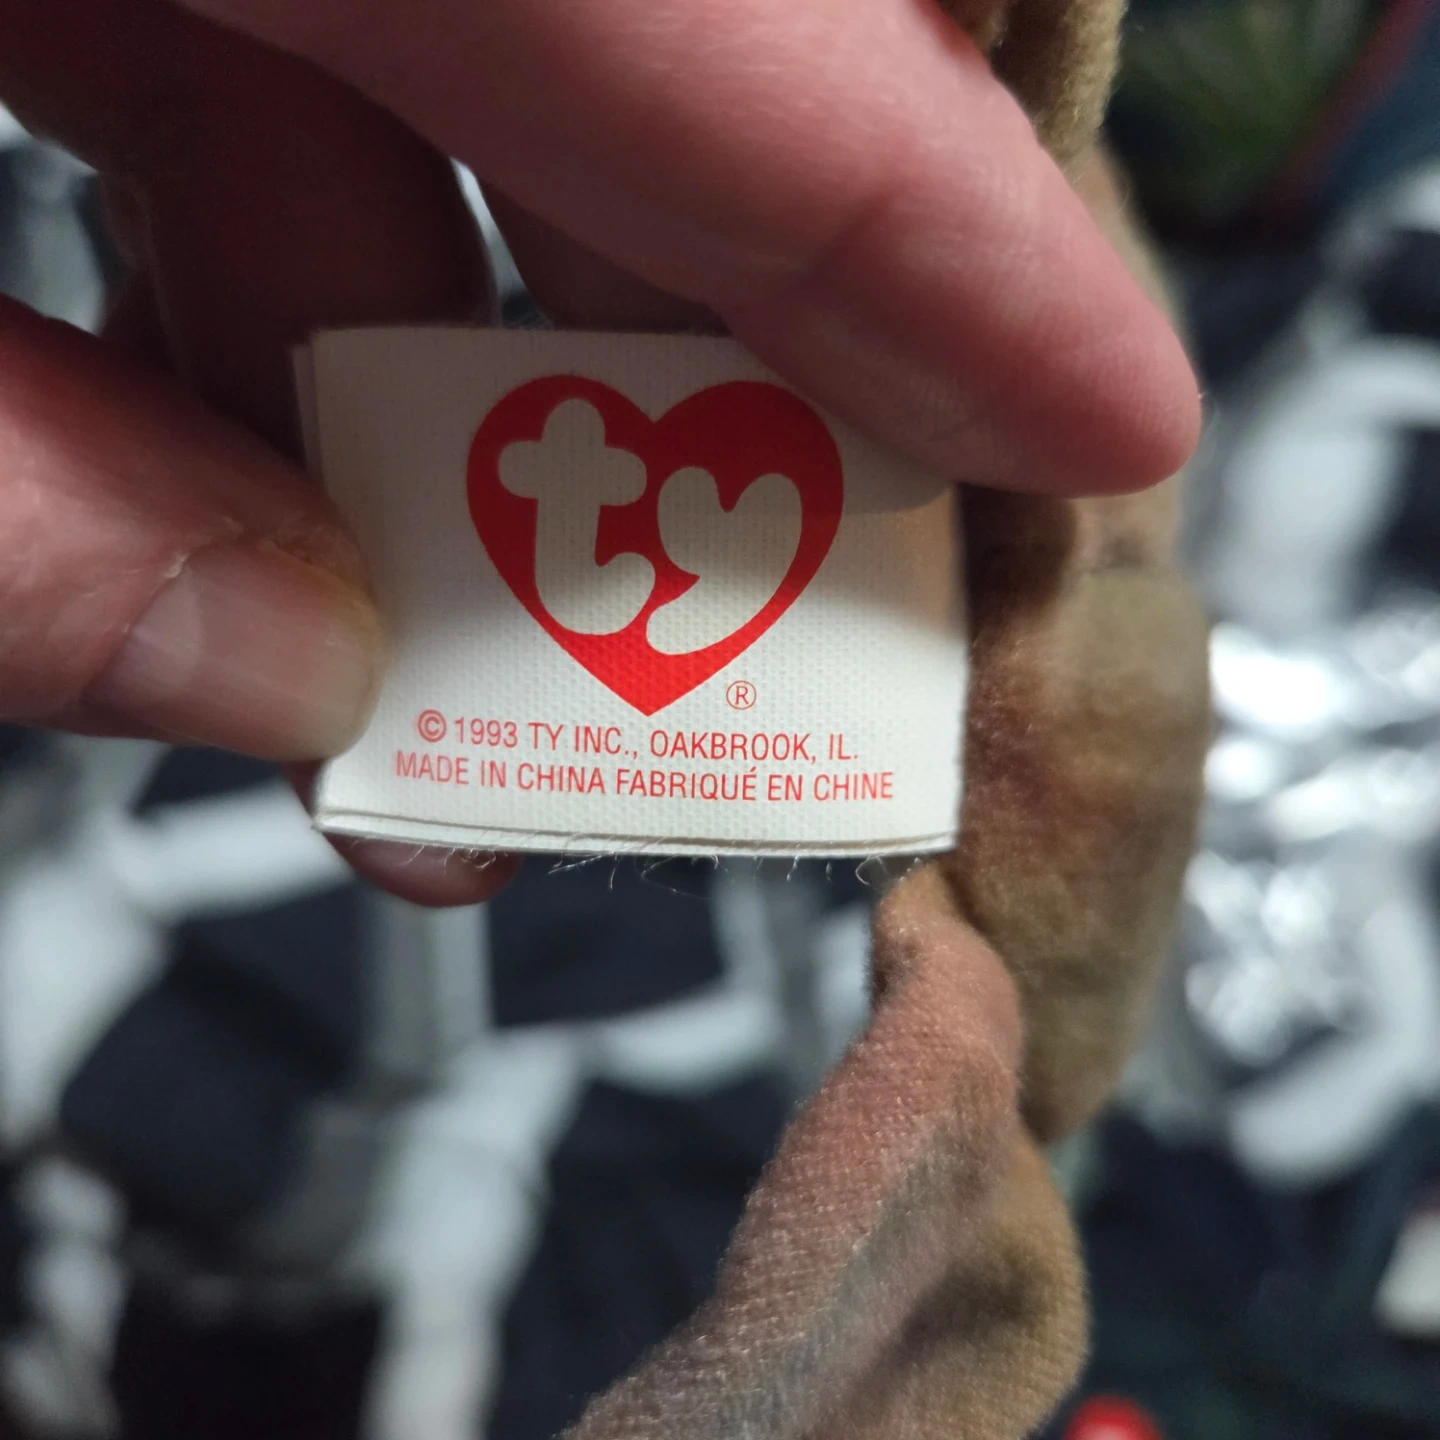 ty
®
© 1993 TY INC., OAKBROOK, IL.
MADE IN CHINA FABRIQUÉ EN CHINE